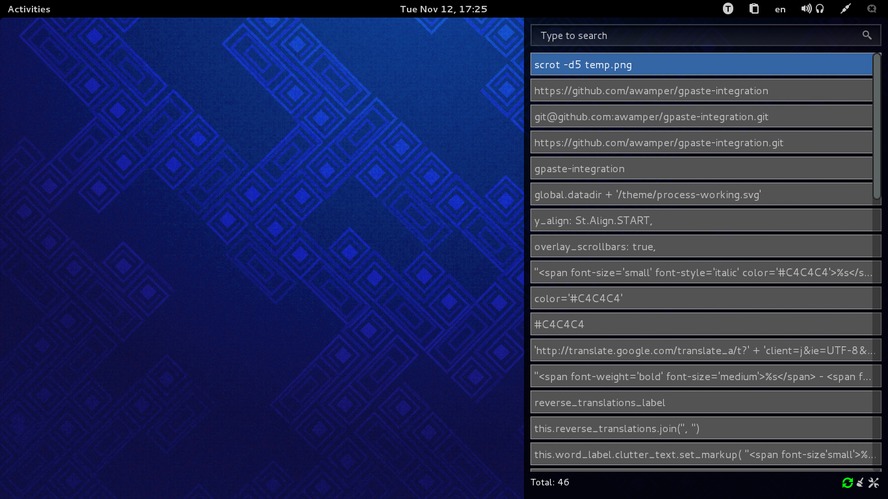 Activities
Tue Nov 12, 17:25
T
en
Type to search
scrot -d5 temp.png
https://github.com/awamper/gpaste-integration
git@github.com:awamper/gpaste-integration.git
https://github.com/awamper/gpaste-integration.git
gpaste-integration
global.datadir + '/theme/process-working.svg'
y_align: St.Align.START,
overlay_scrollbars: true,
"<span font-size='small' font-style='italic' color='#C4C4C4'>%s</s...
color='#C4C4C4'
#C4C4C4
'http://translate.google.com/translate_a/t?' + 'client=j&ie=UTF-8&...
"<span font-weight='bold' font-size='medium'>%s</span> - <span f...
reverse_translations_label
this.reverse_translations.join(", ")
this.word_label.clutter_text.set_markup( "<span font-size'small'>%...
Total: 46